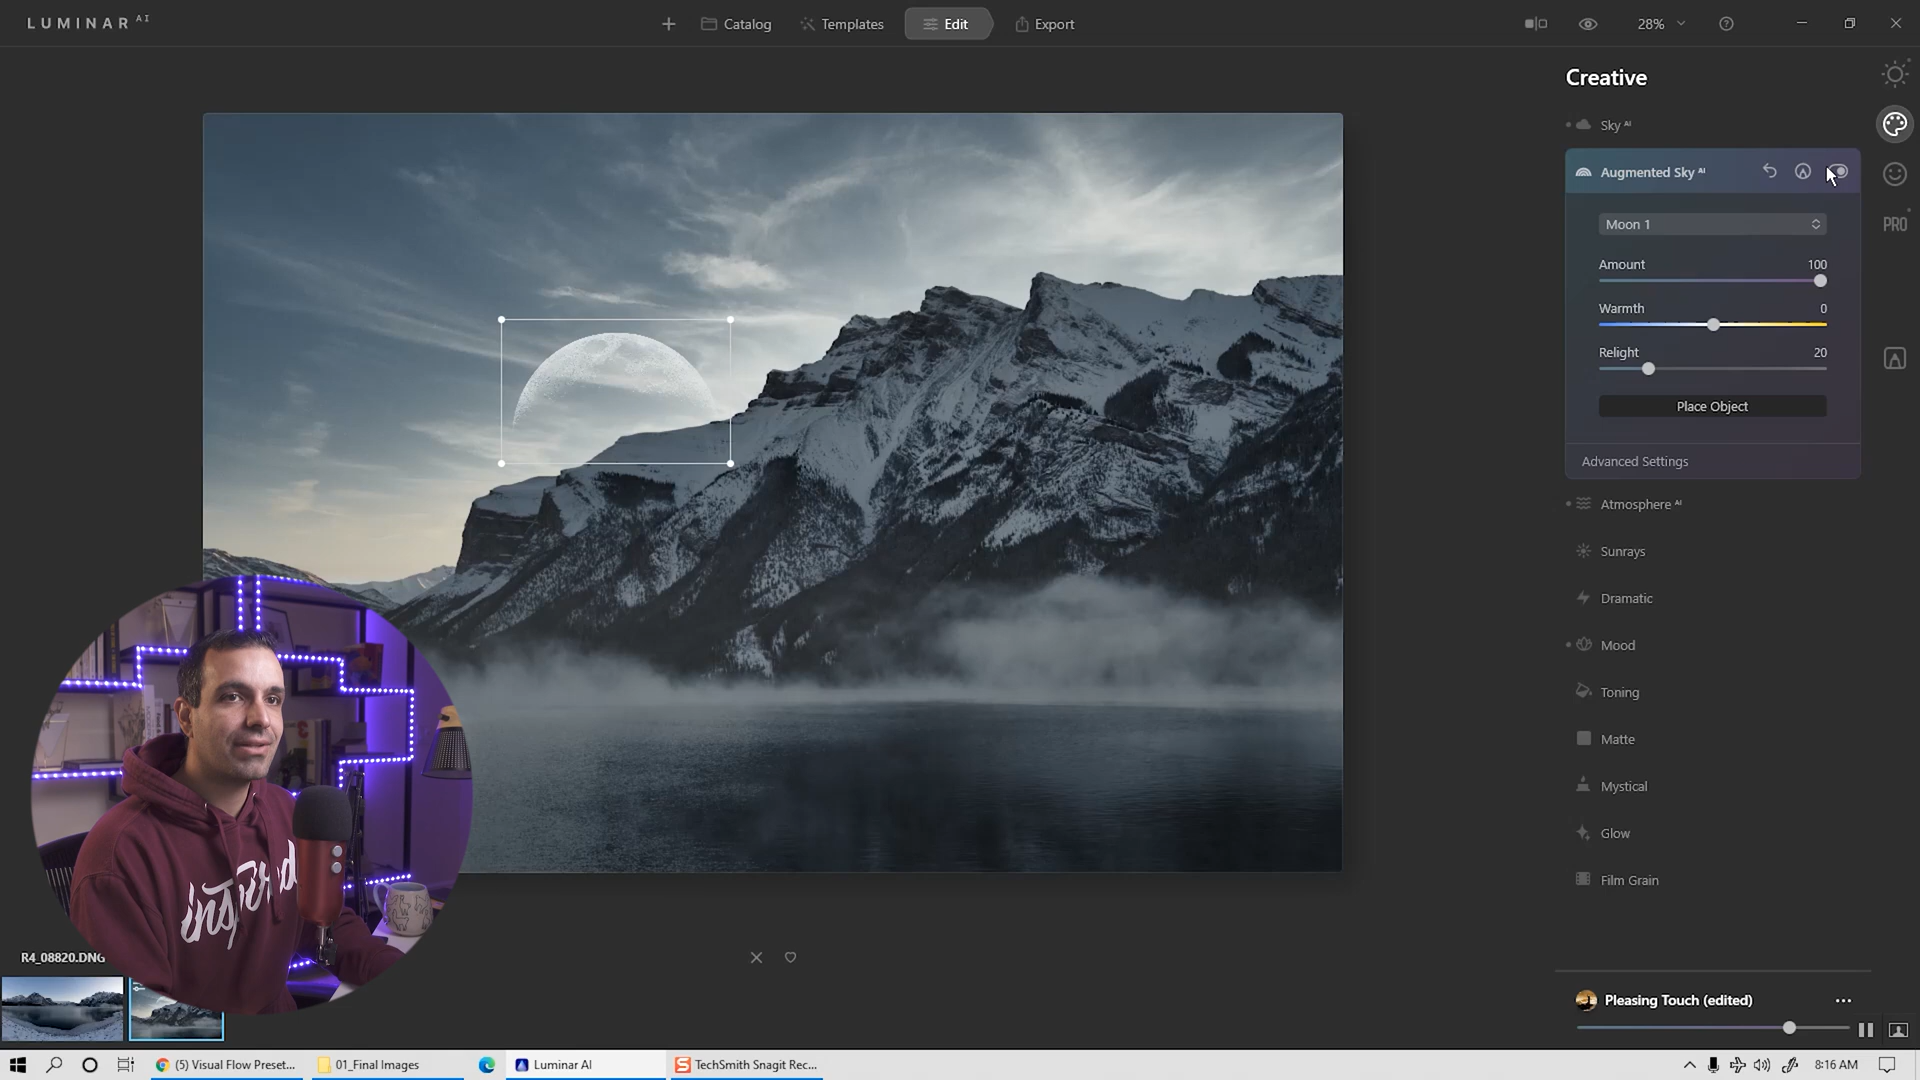 LUMINAR AI
Catalog
Templates
Edit
Export
28%
Creative
Sky AI
Augmented Sky AI
Moon 1
Amount 100
Warmth 0
Relight 20
Place Object
Advanced Settings
Atmosphere AI
Sunrays
Dramatic
Mood
Toning
Matte
Mystical
Glow
Film Grain
PRO
inspired
R4_08820.DNG
Pleasing Touch (edited)
(5) Visual Flow Preset...
01_Final Images
Luminar AI
TechSmith Snagit Rec...
8:16 AM